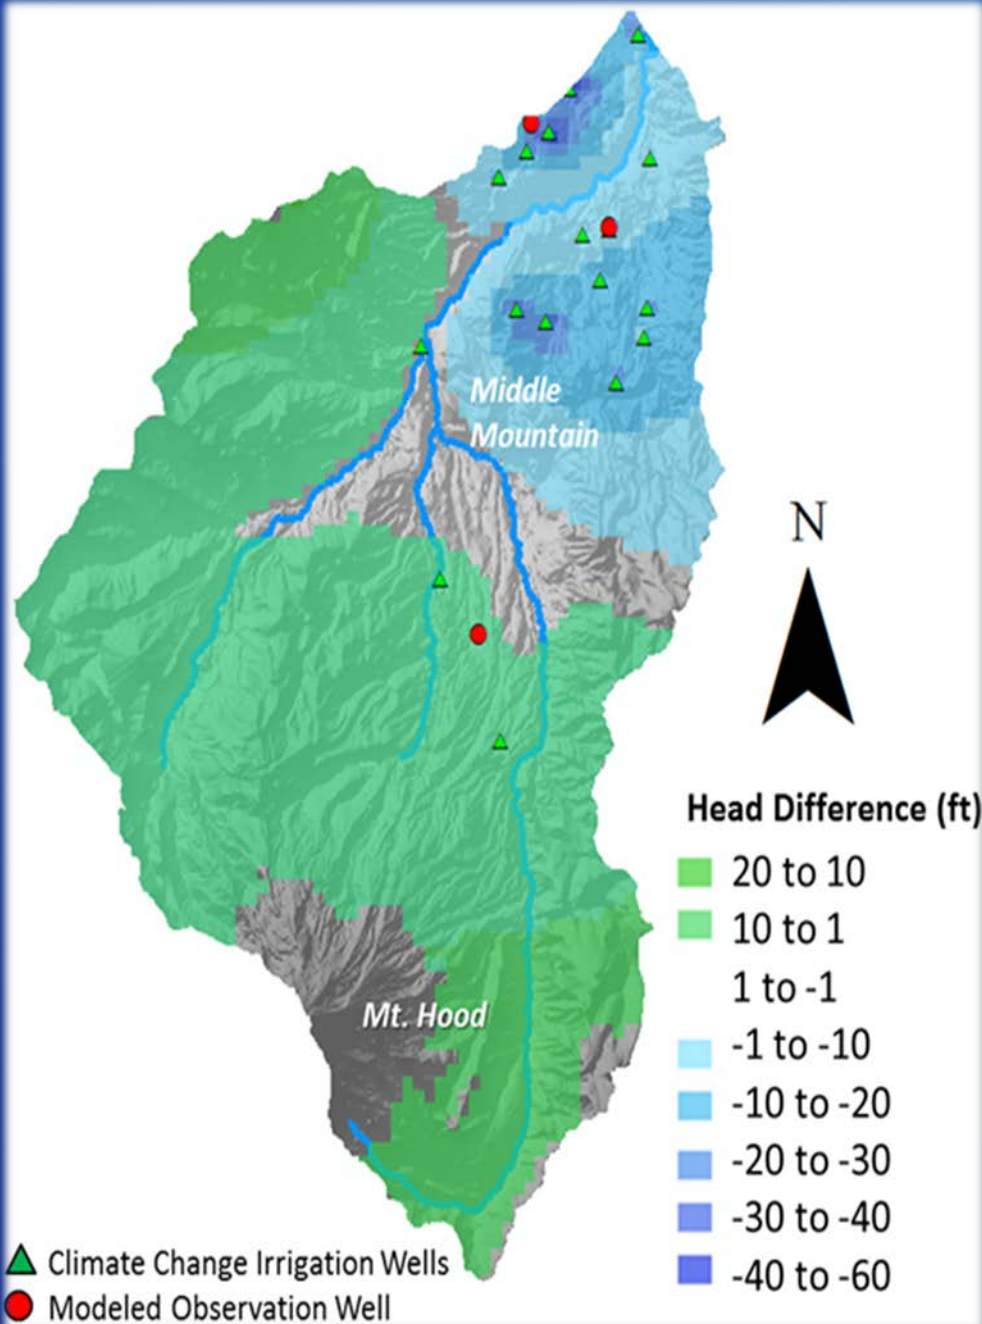 Middle
Mountain
N
Head Difference (ft)
20 to 10
10 to 1
1 to -1
-1 to -10
-10 to -20
-20 to -30
-30 to -40
-40 to -60
Mt. Hood
Climate Change Irrigation Wells
Modeled Observation Well